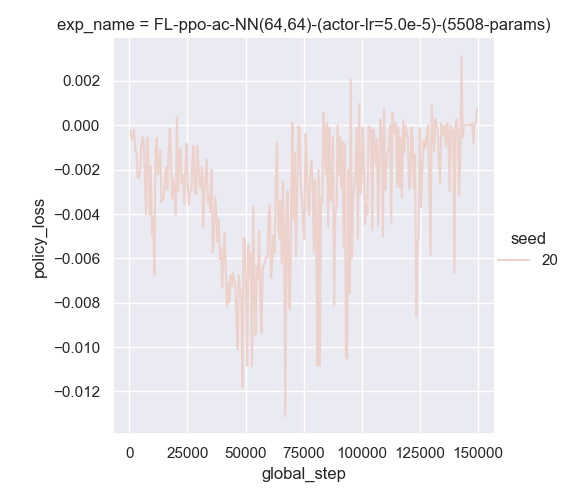 exp_name = FL-ppo-ac-NN(64,64)-(actor-lr=5.0e-5)-(5508-params)
0.002
0.000
−0.002
−0.004
−0.006
−0.008
−0.010
−0.012
policy_loss
seed
20
0 25000 50000 75000 100000 125000 150000
global_step